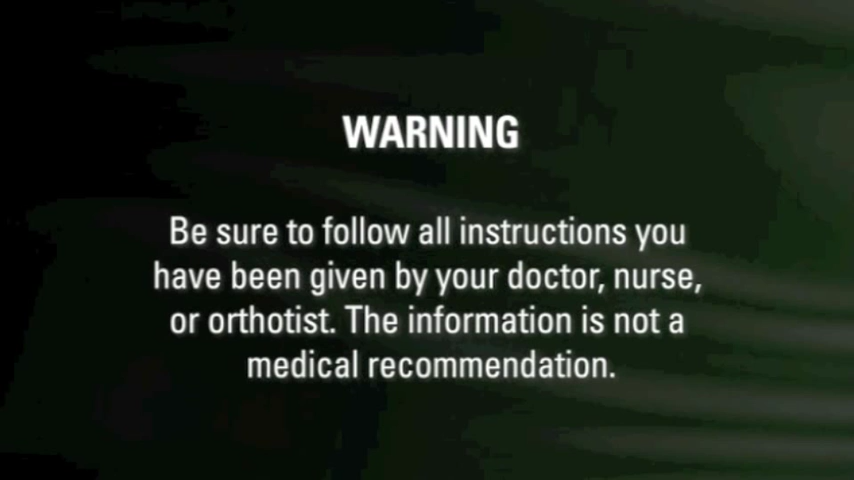 WARNING
Be sure to follow all instructions you
have been given by your doctor, nurse,
or orthotist. The information is not a
medical recommendation.